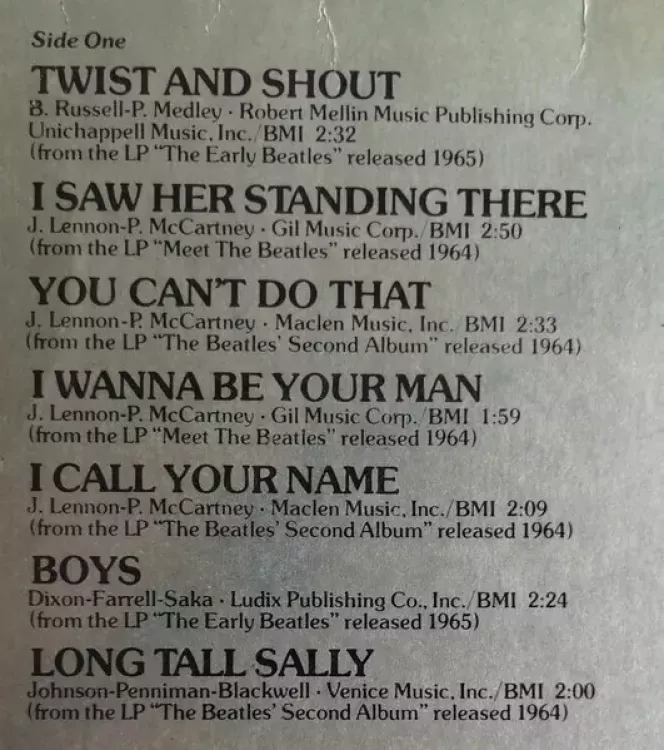 Side One
TWIST AND SHOUT
B. Russell-P. Medley · Robert Mellin Music Publishing Corp.
Unichappell Music, Inc./BMI 2:32
(from the LP "The Early Beatles" released 1965)
I SAW HER STANDING THERE
J. Lennon-P. McCartney · Gil Music Corp./BMI 2:50
(from the LP "Meet The Beatles" released 1964)
YOU CAN'T DO THAT
J. Lennon-P. McCartney · Maclen Music, Inc./BMI 2:33
(from the LP "The Beatles' Second Album" released 1964)
I WANNA BE YOUR MAN
J. Lennon-P. McCartney · Gil Music Corp./BMI 1:59
(from the LP "Meet The Beatles" released 1964)
I CALL YOUR NAME
J. Lennon-P. McCartney · Maclen Music, Inc./BMI 2:09
(from the LP "The Beatles' Second Album" released 1964)
BOYS
Dixon-Farrell-Saka · Ludix Publishing Co., Inc./BMI 2:24
(from the LP "The Early Beatles" released 1965)
LONG TALL SALLY
Johnson-Penniman-Blackwell · Venice Music, Inc./BMI 2:00
(from the LP "The Beatles' Second Album" released 1964)